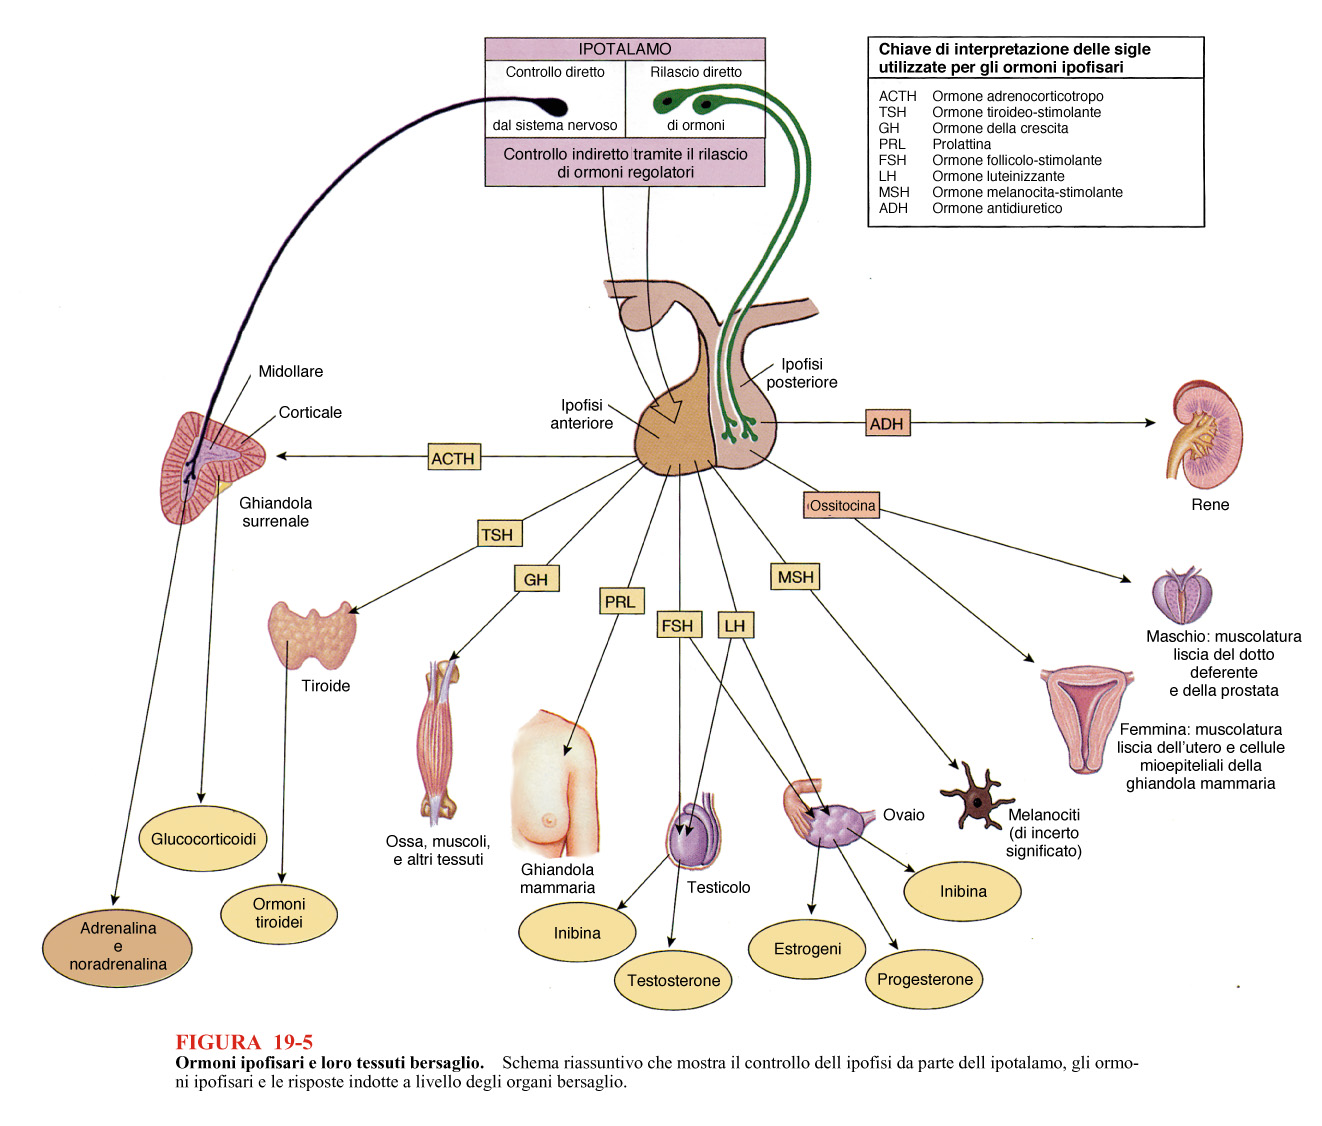 IPOTALAMO
Controllo diretto
dal sistema nervoso
Rilascio diretto
di ormoni
Controllo indiretto tramite il rilascio
di ormoni regolatori
Chiave di interpretazione delle sigle
utilizzate per gli ormoni ipofisari
ACTH Ormone adrenocorticotropo
TSH Ormone tiroideo-stimolante
GH Ormone della crescita
PRL Prolattina
FSH Ormone follicolo-stimolante
LH Ormone luteinizzante
MSH Ormone melanocita-stimolante
ADH Ormone antidiuretico
Midollare
Corticale
Ghiandola
surrenale
Ipofisi
anteriore
Ipofisi
posteriore
ACTH
TSH
GH
PRL
FSH
LH
MSH
ADH
Ossitocina
Rene
Maschio: muscolatura
liscia del dotto
deferente
e della prostata
Femmina: muscolatura
liscia dell'utero e cellule
mioepiteliali della
ghiandola mammaria
Tiroide
Ossa, muscoli,
e altri tessuti
Ghiandola
mammaria
Testicolo
Ovaio
Melanociti
(di incerto
significato)
Glucocorticoidi
Adrenalina
e
noradrenalina
Ormoni
tiroidei
Inibina
Testosterone
Estrogeni
Progesterone
Inibina
FIGURA 19-5
Ormoni ipofisari e loro tessuti bersaglio. Schema riassuntivo che mostra il controllo dell ipofisi da parte dell ipotalamo, gli ormo-
ni ipofisari e le risposte indotte a livello degli organi bersaglio.